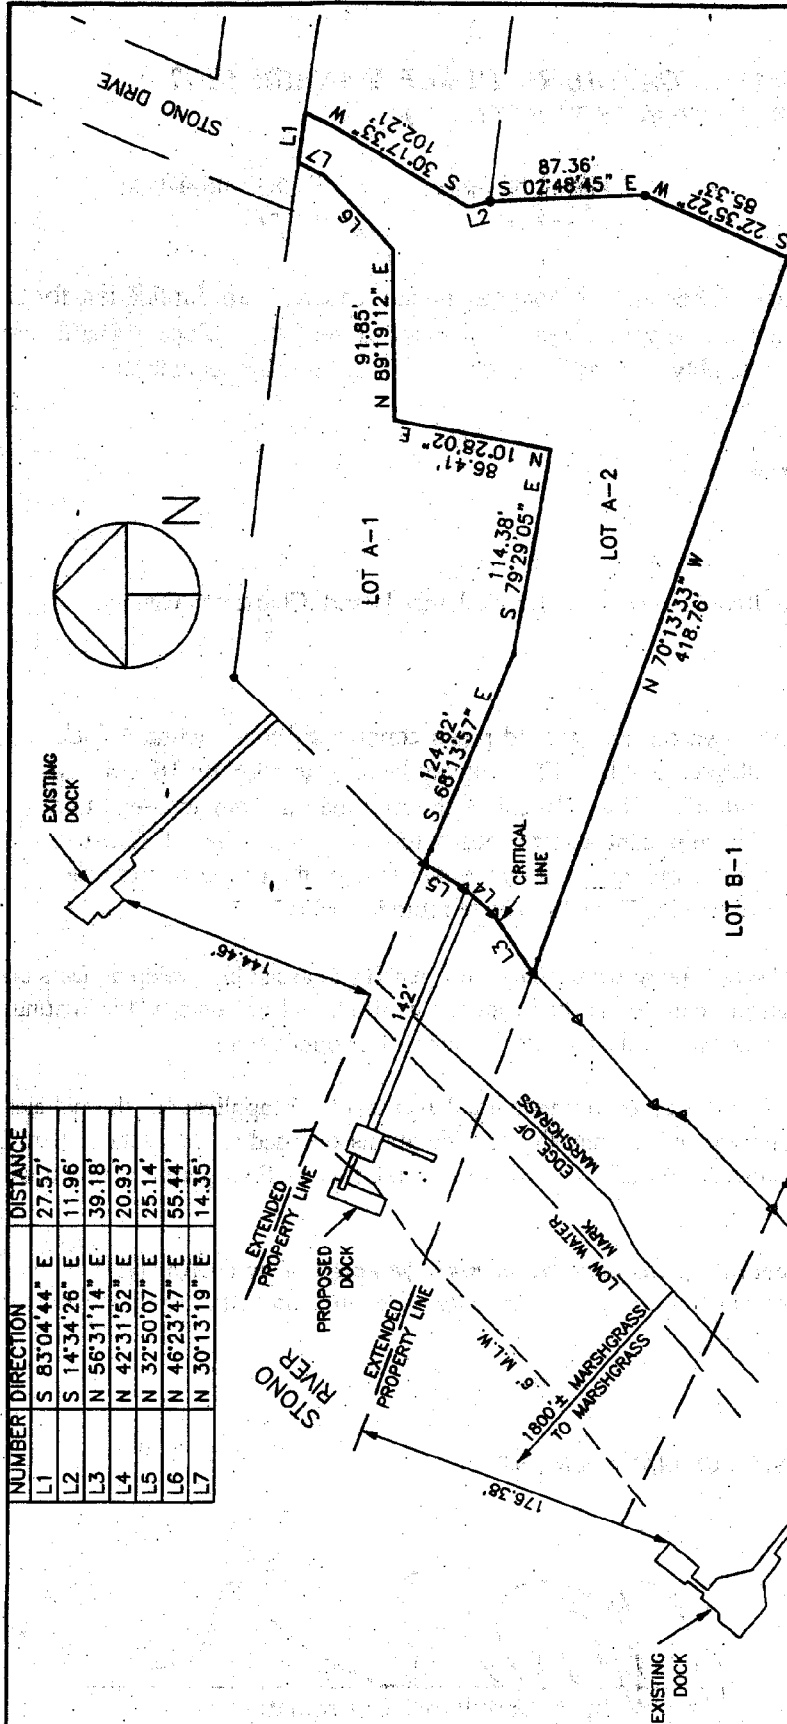 STONO DRIVE
L1
L7
L6
S 30°17'33" W
102.21'
L2
87.36'
S 02°48'45" E
S 22°35'22" W
85.33'
91.85'
N 89°19'12" E
N 10°28'02" E
86.41'
114.38'
S 79°29'05" E
124.82'
S 68°13'57" E
LOT A-1
LOT A-2
N 70°13'33" W
418.76'
LOT B-1
N
EXISTING
DOCK
144.46'
L5
L4
L3
CRITICAL
LINE
142'
EDGE OF
MARSHGRASS
LOW WATER
MARK
EXTENDED
PROPERTY LINE
PROPOSED
DOCK
STONO
RIVER
EXTENDED
PROPERTY LINE
6' M.L.W.
1800'± MARSHGRASS
TO MARSHGRASS
176.38'
EXISTING
DOCK
NUMBER DIRECTION DISTANCE
L1 S 83°04'44" E 27.57'
L2 S 14°34'26" E 11.96'
L3 N 56°31'14" E 39.18'
L4 N 42°31'52" E 20.93'
L5 N 32°50'07" E 25.14'
L6 N 46°23'47" E 55.44'
L7 N 30°13'19" E 14.35'